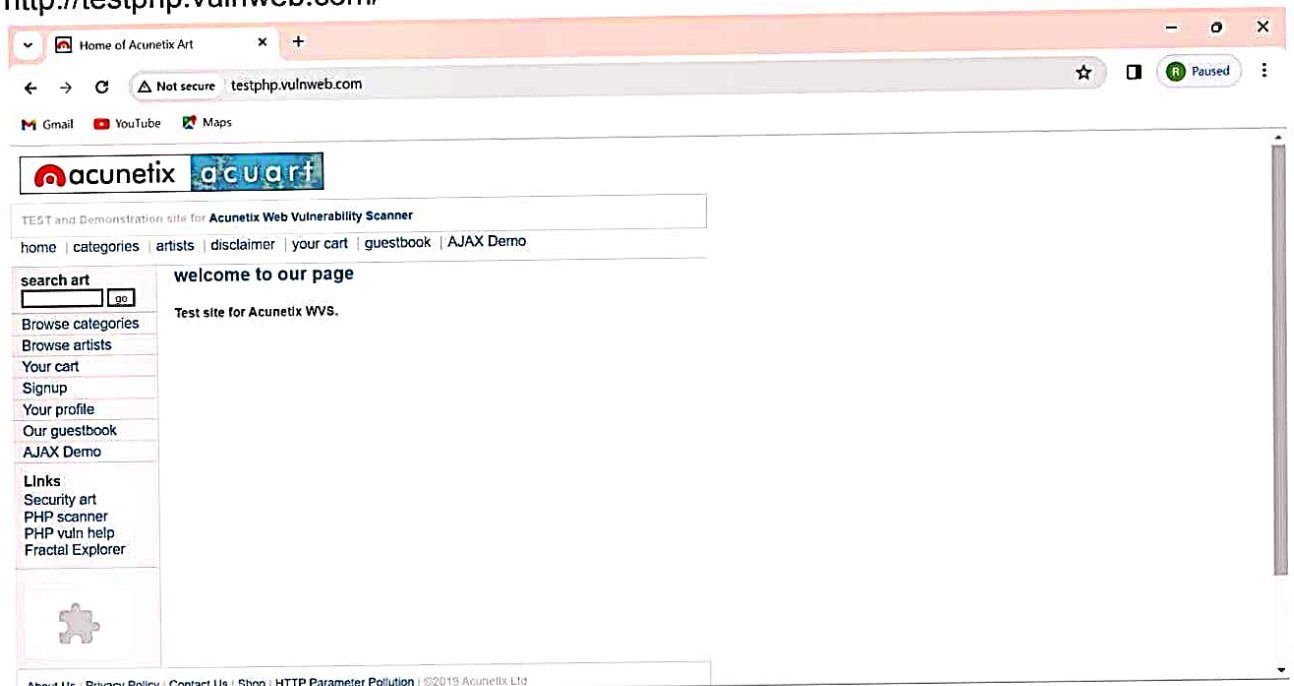 http://testphp.vulnweb.com/
Home of Acunetix Art
Not secure testphp.vulnweb.com
R Paused
Gmail YouTube Maps
acunetix acuart
TEST and Demonstration site for Acunetix Web Vulnerability Scanner
home | categories | artists | disclaimer | your cart | guestbook | AJAX Demo
search art
go
Browse categories
Browse artists
Your cart
Signup
Your profile
Our guestbook
AJAX Demo
Links
Security art
PHP scanner
PHP vuln help
Fractal Explorer
welcome to our page
Test site for Acunetix WVS.
About Us | Privacy Policy | Contact Us | Shop | HTTP Parameter Pollution | ©2019 Acunetix Ltd